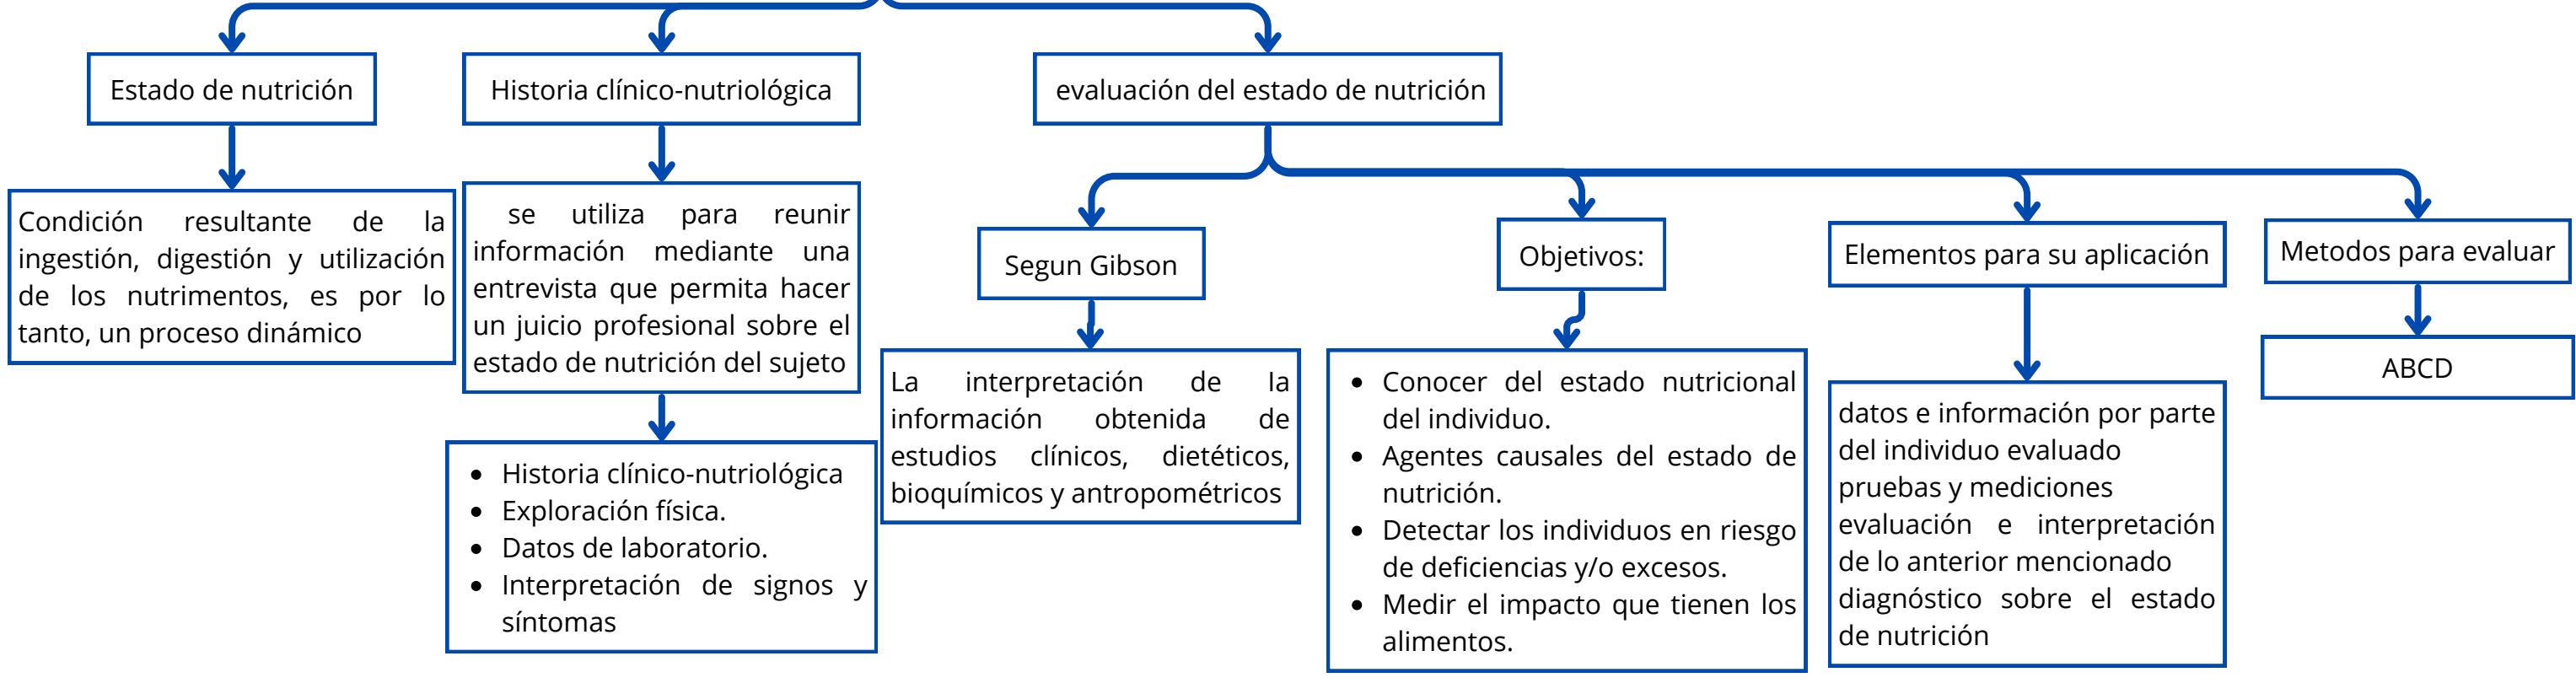 Estado de nutrición
Historia clínico-nutriológica
evaluación del estado de nutrición
Condición resultante de la
ingestión, digestión y utilización
de los nutrimentos, es por lo
tanto, un proceso dinámico
se utiliza para reunir
información mediante una
entrevista que permita hacer
un juicio profesional sobre el
estado de nutrición del sujeto
• Historia clínico-nutriológica
• Exploración física.
• Datos de laboratorio.
• Interpretación de signos y
síntomas
Segun Gibson
La interpretación de la
información obtenida de
estudios clínicos, dietéticos,
bioquímicos y antropométricos
Objetivos:
• Conocer del estado nutricional
del individuo.
• Agentes causales del estado de
nutrición.
• Detectar los individuos en riesgo
de deficiencias y/o excesos.
• Medir el impacto que tienen los
alimentos.
Elementos para su aplicación
datos e información por parte
del individuo evaluado
pruebas y mediciones
evaluación e interpretación
de lo anterior mencionado
diagnóstico sobre el estado
de nutrición
Metodos para evaluar
ABCD